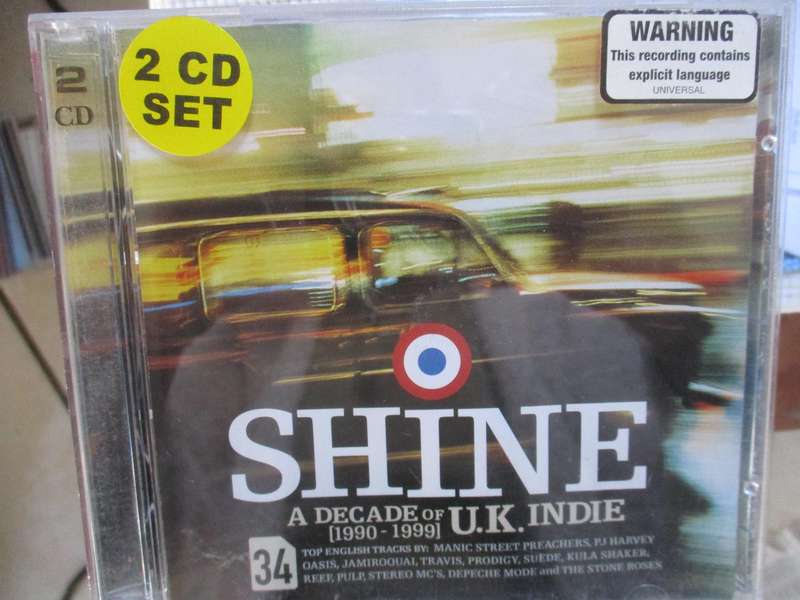 2 CD
SET
2
CD
WARNING
This recording contains
explicit language
UNIVERSAL
SHINE
A DECADE OF U.K. INDIE
[1990 - 1999]
34
TOP ENGLISH TRACKS BY: MANIC STREET PREACHERS, PJ HARVEY
OASIS, JAMIROQUAI, TRAVIS, PRODIGY, SUEDE, KULA SHAKER,
REEF, PULP, STEREO MC'S, DEPECHE MODE and THE STONE ROSES